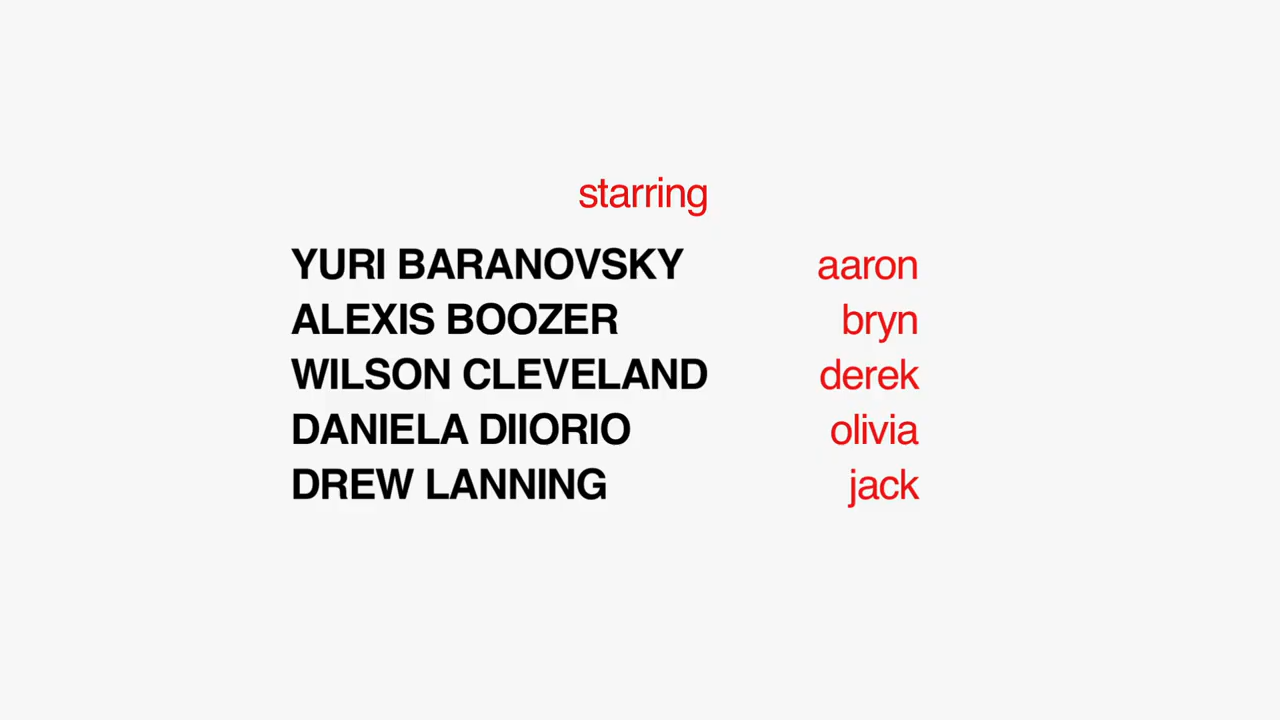 starring
YURI BARANOVSKY aaron
ALEXIS BOOZER bryn
WILSON CLEVELAND derek
DANIELA DIIORIO olivia
DREW LANNING jack